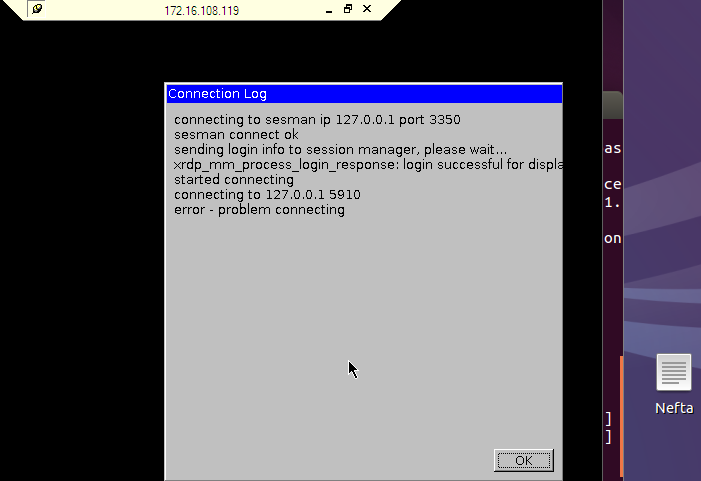 172.16.108.119
Connection Log
connecting to sesman ip 127.0.0.1 port 3350
sesman connect ok
sending login info to session manager, please wait...
xrdp_mm_process_login_response: login successful for displa
started connecting
connecting to 127.0.0.1 5910
error - problem connecting
OK
as
ce
1.
on
]
]
Nefta